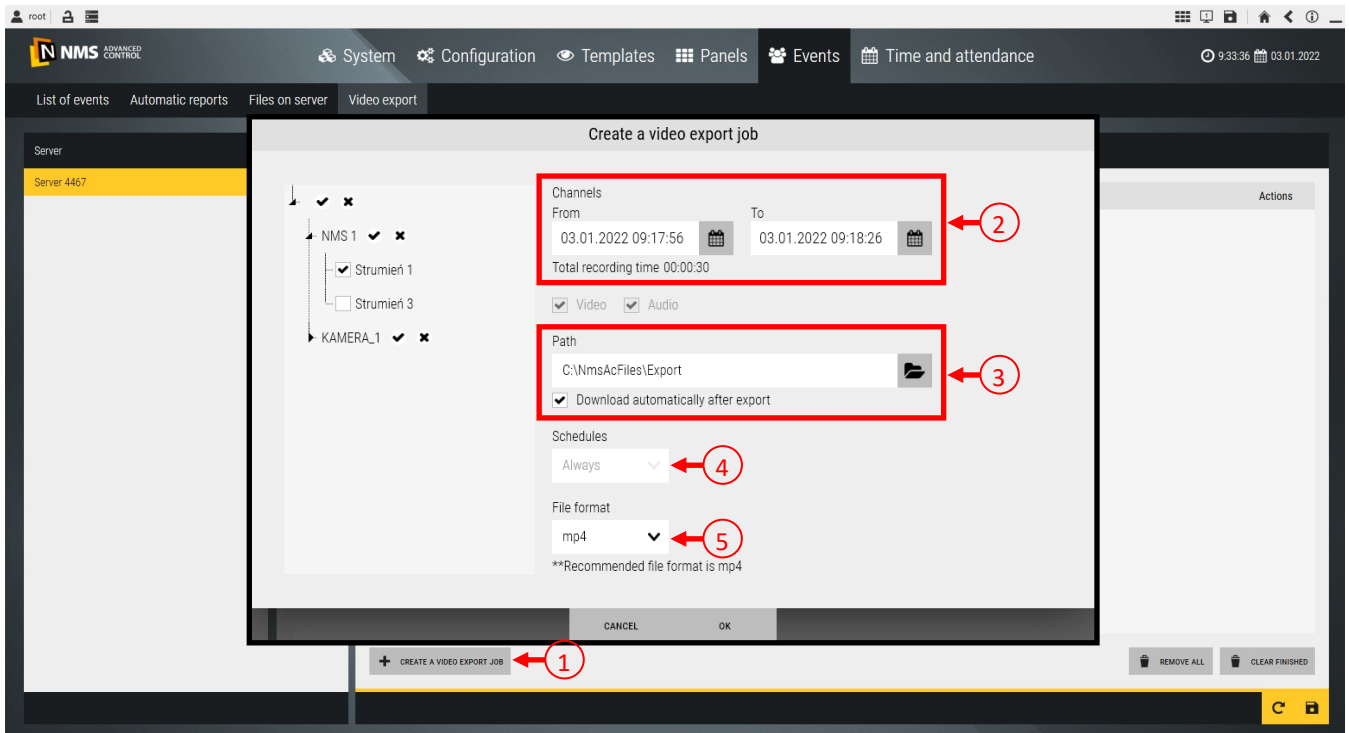 root
NMS ADVANCED CONTROL
System Configuration Templates Panels Events Time and attendance
9:33:36 03.01.2022
List of events Automatic reports Files on server Video export
Create a video export job
Server
Server 4467
Actions
NMS 1
Strumień 1
Strumień 3
KAMERA_1
Channels
From To
03.01.2022 09:17:56 03.01.2022 09:18:26
Total recording time 00:00:30
2
Video Audio
Path
C:\NmsAcFiles\Export
3
Download automatically after export
Schedules
Always
4
File format
mp4
5
**Recommended file format is mp4
CANCEL OK
CREATE A VIDEO EXPORT JOB
1
REMOVE ALL CLEAR FINISHED